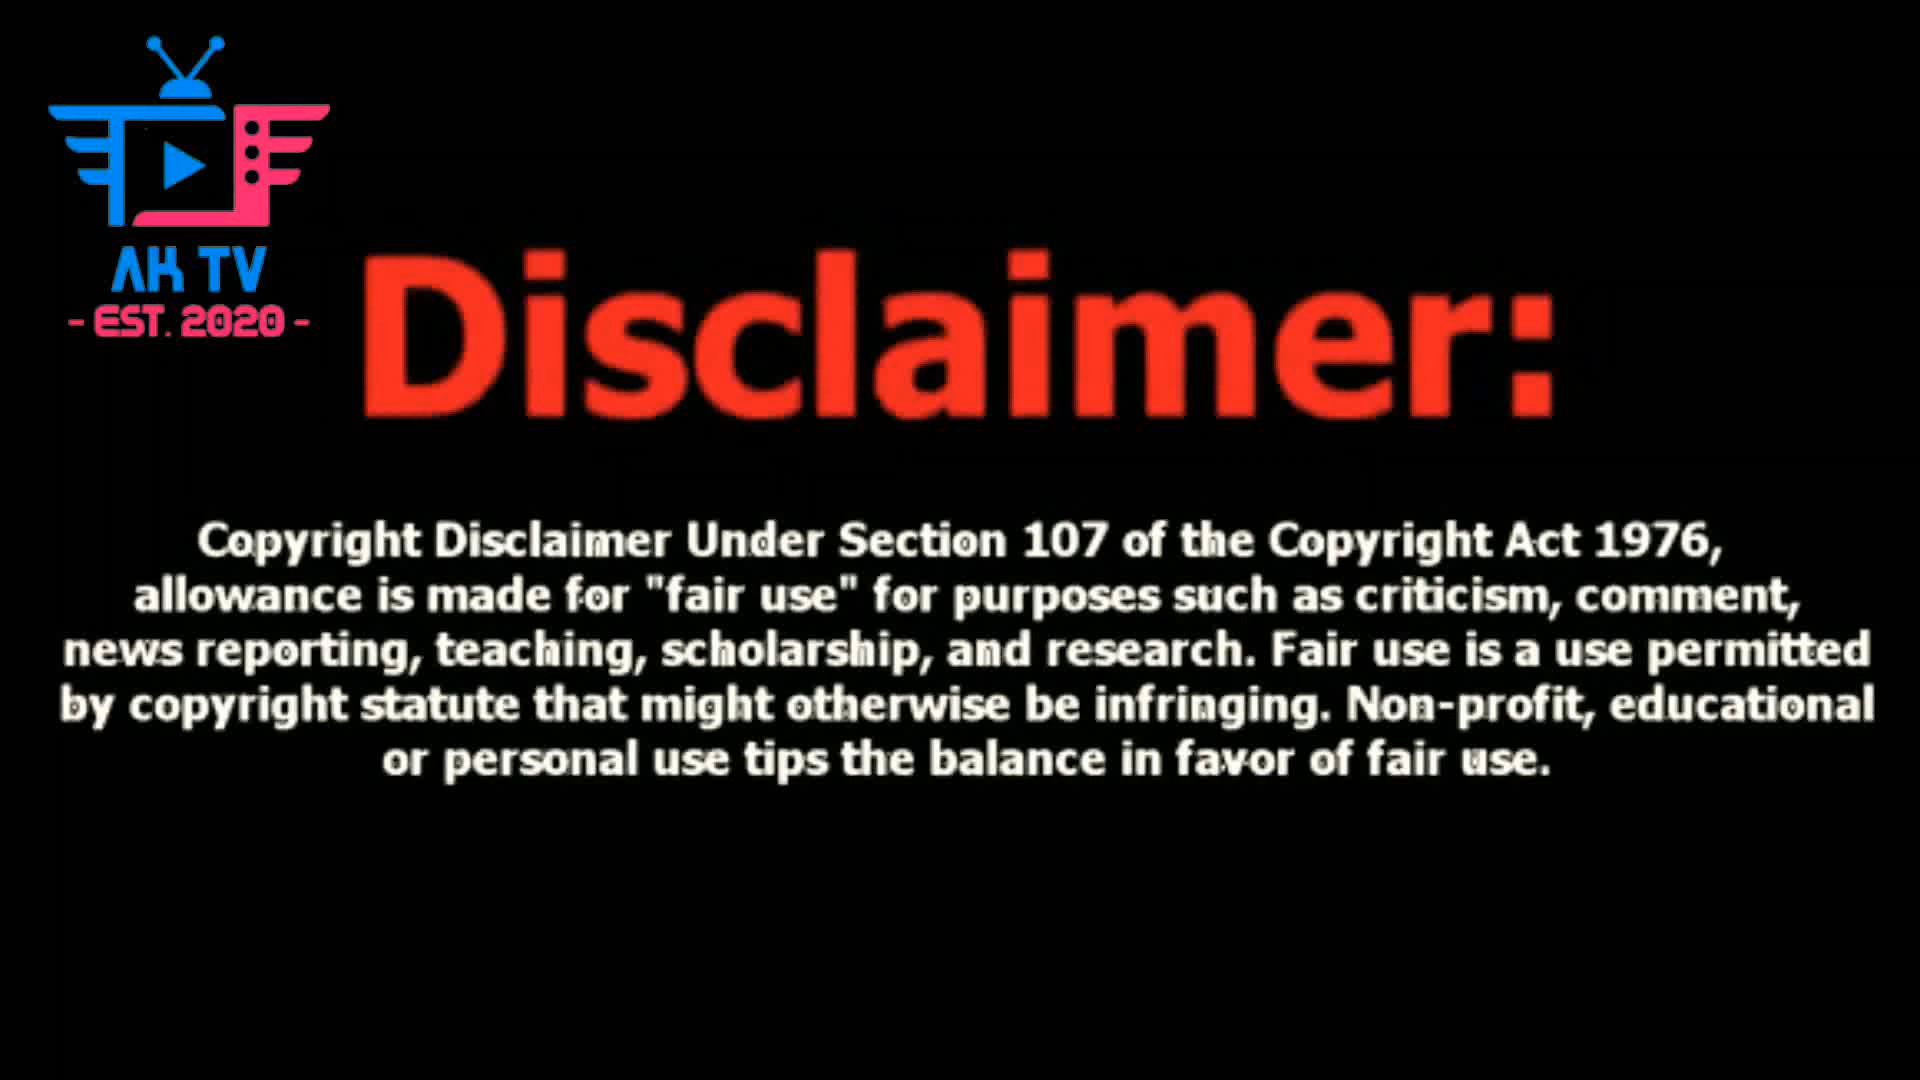 AK TV
- EST. 2020 -
Disclaimer:
Copyright Disclaimer Under Section 107 of the Copyright Act 1976,
allowance is made for "fair use" for purposes such as criticism, comment,
news reporting, teaching, scholarship, and research. Fair use is a use permitted
by copyright statute that might otherwise be infringing. Non-profit, educational
or personal use tips the balance in favor of fair use.